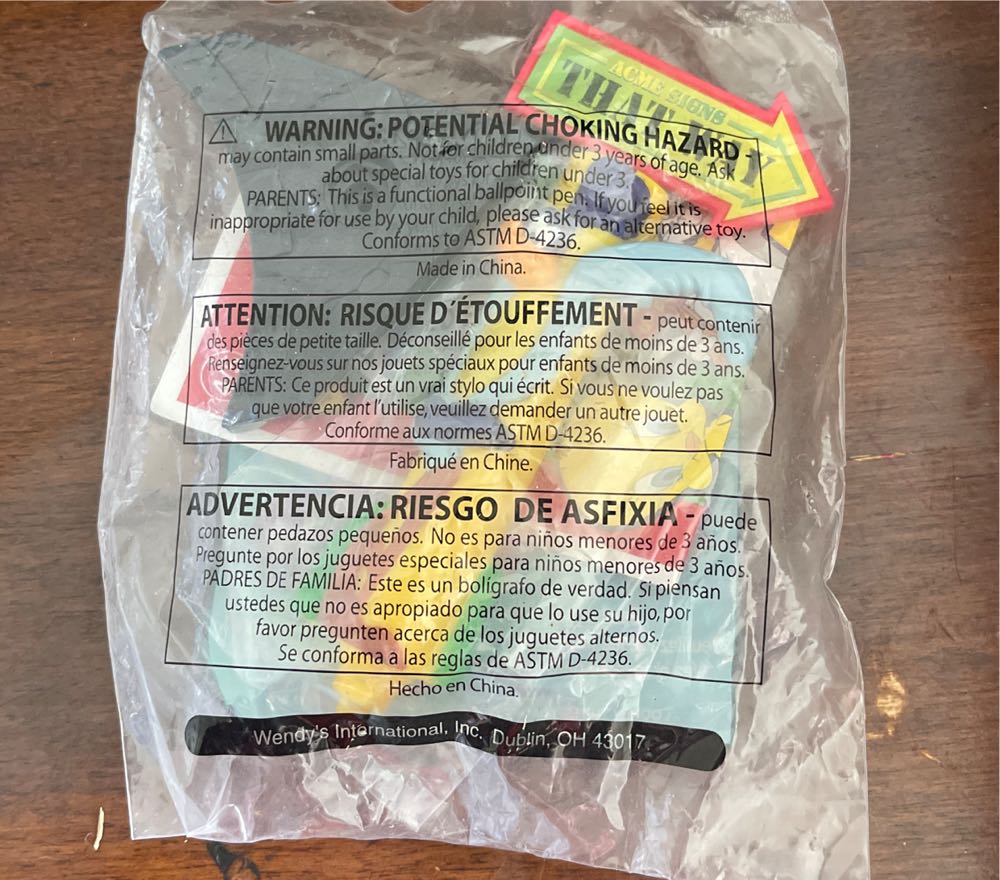 ACME SIGNS
THAT WAY
WARNING: POTENTIAL CHOKING HAZARD -
may contain small parts. Not for children under 3 years of age. Ask
about special toys for children under 3.
PARENTS: This is a functional ballpoint pen. If you feel it is
inappropriate for use by your child, please ask for an alternative toy.
Conforms to ASTM D-4236.
Made in China.
ATTENTION: RISQUE D´ÉTOUFFEMENT - peut contenir
des pièces de petite taille. Déconseillé pour les enfants de moins de 3 ans.
Renseignez-vous sur nos jouets spéciaux pour enfants de moins de 3 ans.
PARENTS: Ce produit est un vrai stylo qui écrit. Si vous ne voulez pas
que votre enfant l'utilise, veuillez demander un autre jouet.
Conforme aux normes ASTM D-4236.
Fabriqué en Chine.
ADVERTENCIA: RIESGO DE ASFIXIA - puede
contener pedazos pequeños. No es para niños menores de 3 años.
Pregunte por los juguetes especiales para niños menores de 3 años.
PADRES DE FAMILIA: Este es un bolígrafo de verdad. Si piensan
ustedes que no es apropiado para que lo use su hijo, por
favor pregunten acerca de los juguetes alternos.
Se conforma a las reglas de ASTM D-4236.
Hecho en China.
Wendy's International, Inc. Dublin, OH 43017